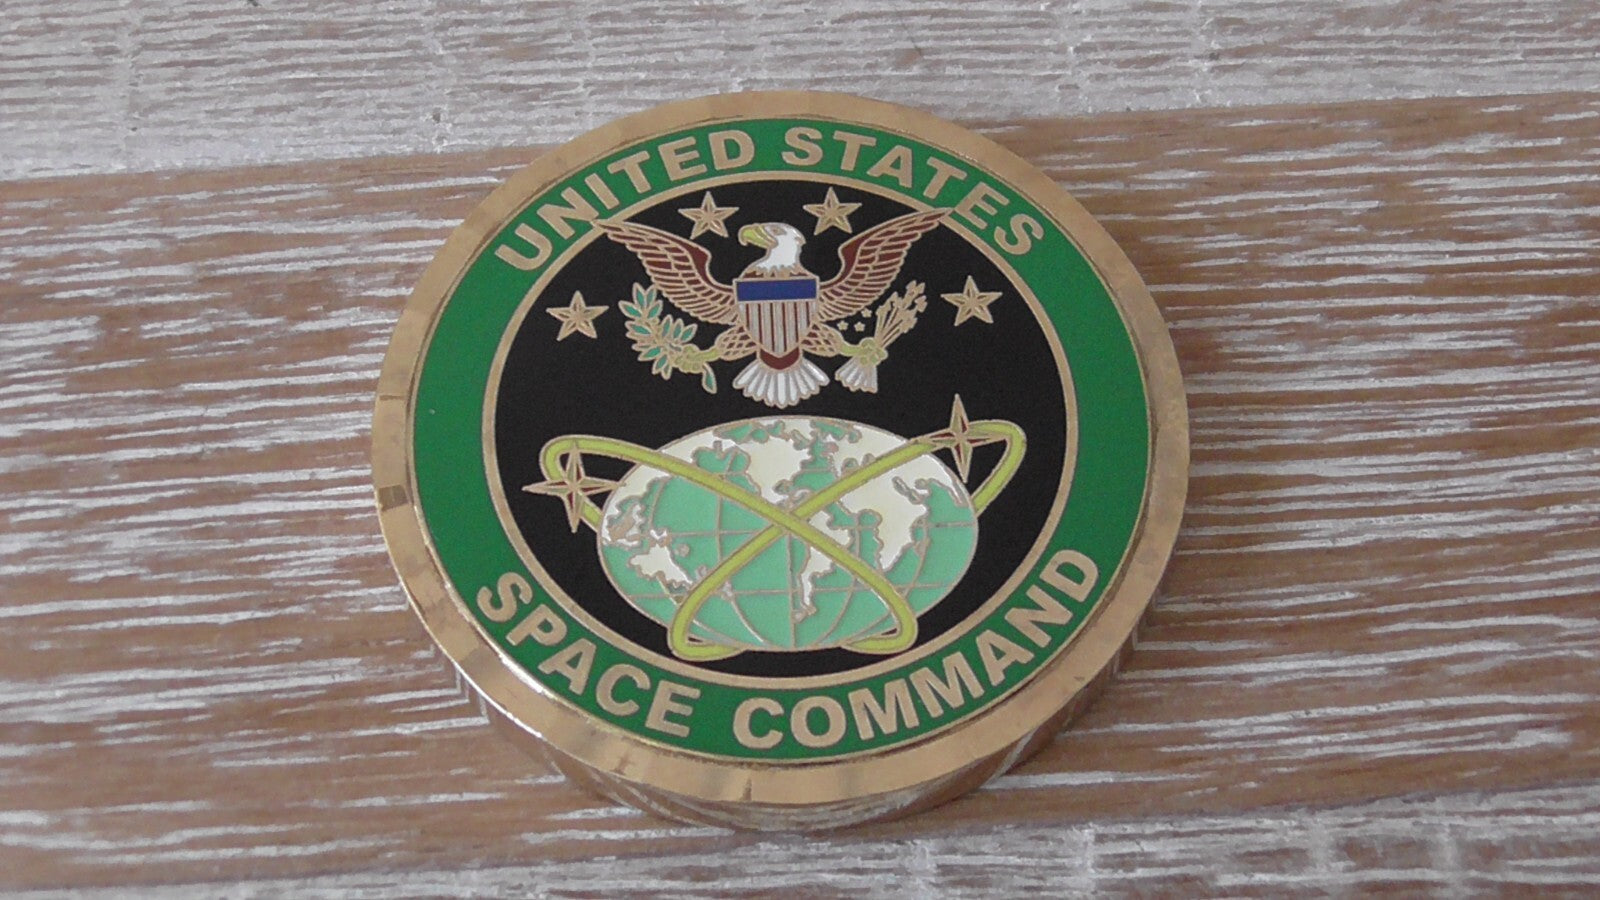 UNITED STATES
SPACE COMMAND